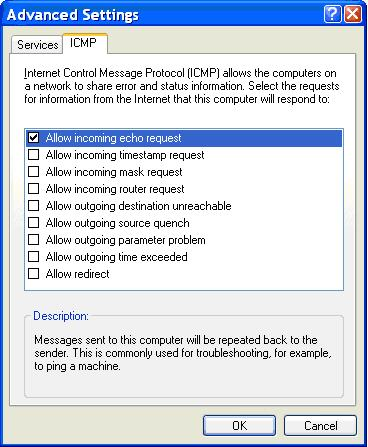 Advanced Settings
Services
ICMP
Internet Control Message Protocol (ICMP) allows the computers on
a network to share error and status information. Select the requests
for information from the Internet that this computer will respond to:
Allow incoming echo request
Allow incoming timestamp request
Allow incoming mask request
Allow incoming router request
Allow outgoing destination unreachable
Allow outgoing source quench
Allow outgoing parameter problem
Allow outgoing time exceeded
Allow redirect
Description:
Messages sent to this computer will be repeated back to the
sender. This is commonly used for troubleshooting, for example,
to ping a machine.
OK
Cancel